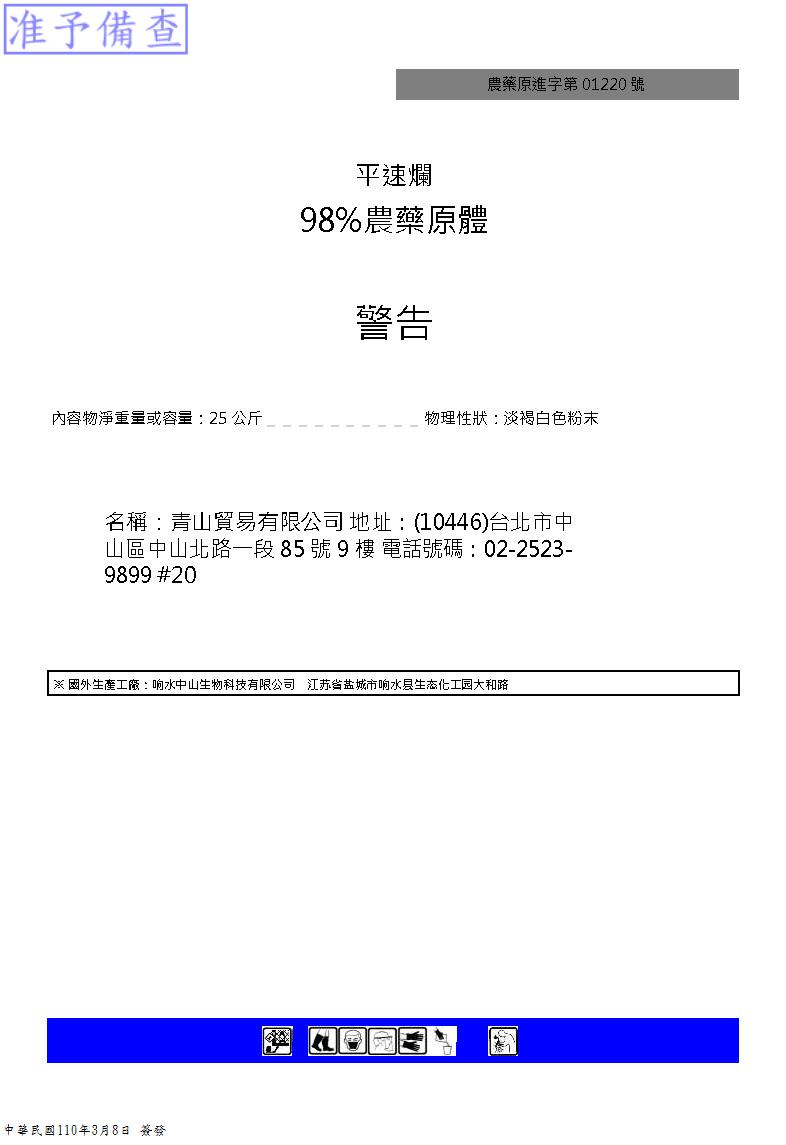 准予備查
農藥原進字第 01220 號
平速爛
98%農藥原體
警告
內容物淨重量或容量：25 公斤_ _ _ _ _ _ _ _ _ _ 物理性狀：淡褐白色粉末
名稱：青山貿易有限公司 地址：(10446)台北市中
山區中山北路一段 85 號 9 樓 電話號碼：02-2523-
9899 #20
※ 國外生產工廠：响水中山生物科技有限公司　江苏省盐城市响水县生态化工园大和路
中華民國110年3月8日 簽發